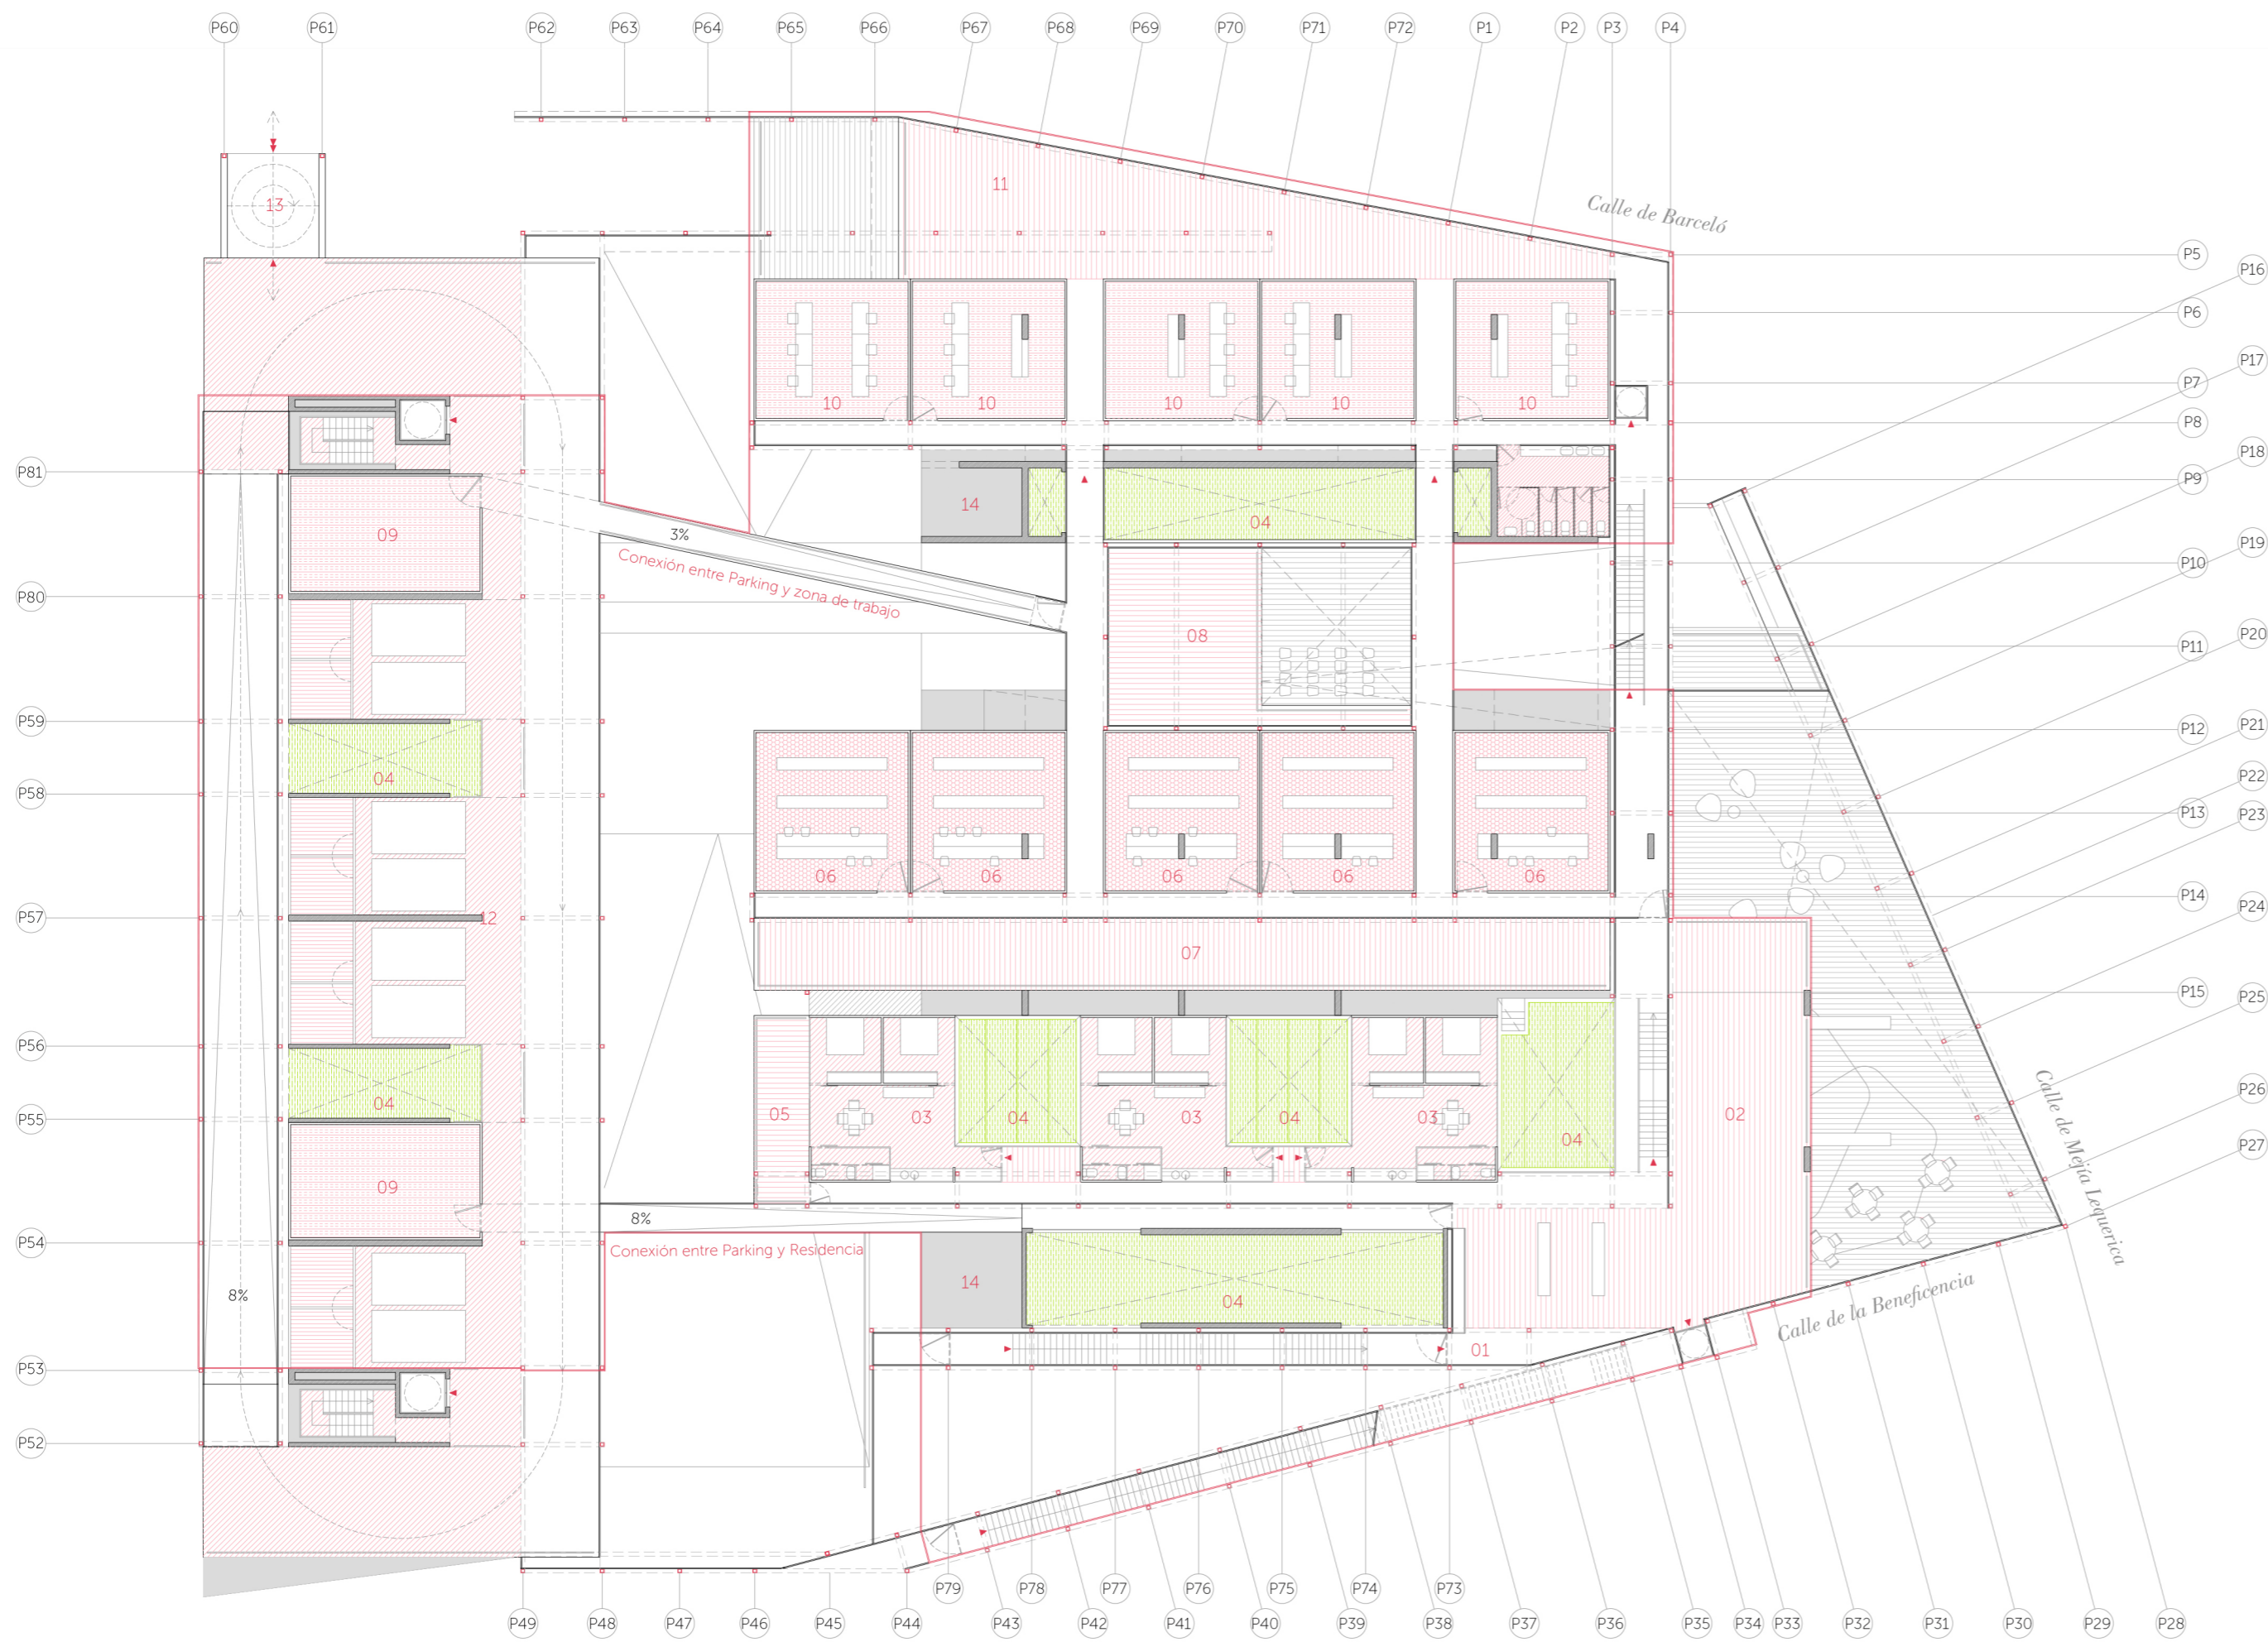 P60 P61 P62 P63 P64 P65 P66 P67 P68 P69 P70 P71 P72 P1 P2 P3 P4
11
Calle de Barceló
13
P5
P16
P6
P17
P7
P8
P18
P9
P19
P10
P20
P11
P21
P12
P22
P13
P23
P14
P24
P15
P25
P26
P27
10 10 10 10 10
P81
14
04
09
3%
Conexión entre Parking y zona de trabajo
P80
08
P59
04
P58
06 06 06 06 06
P57
12
07
P56
04
05
03
04
03
04
03
04
02
P55
Calle de Mejía Lequerica
09
8%
P54
Conexión entre Parking y Residencia
14
04
8%
Calle de la Beneficencia
01
P53
P52
P79 P78 P77 P76 P75 P74 P73
P49 P48 P47 P46 P45 P44 P43 P42 P41 P40 P39 P38 P37 P36 P35 P34 P33 P32 P31 P30 P29 P28